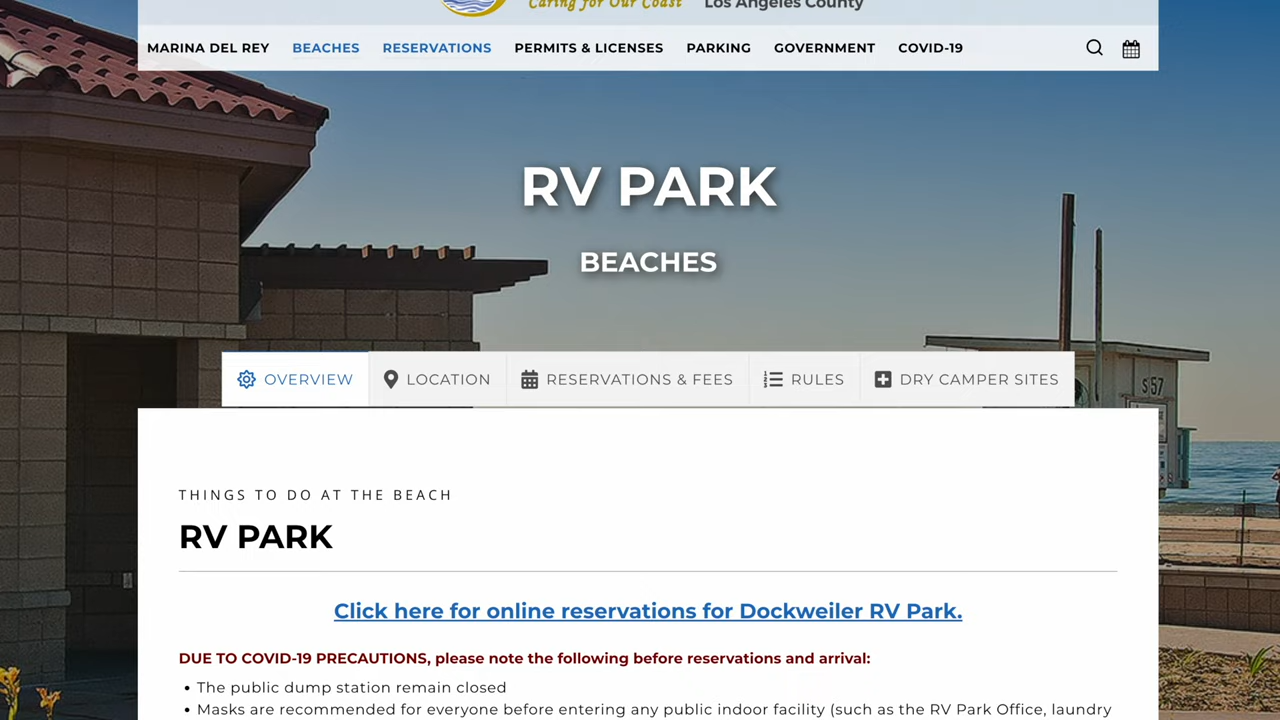 Caring for Our Coast
Los Angeles County
MARINA DEL REY BEACHES RESERVATIONS PERMITS & LICENSES PARKING GOVERNMENT COVID-19
RV PARK
BEACHES
OVERVIEW LOCATION RESERVATIONS & FEES RULES DRY CAMPER SITES
S 57
THINGS TO DO AT THE BEACH
RV PARK
Click here for online reservations for Dockweiler RV Park.
DUE TO COVID-19 PRECAUTIONS, please note the following before reservations and arrival:
• The public dump station remain closed
• Masks are recommended for everyone before entering any public indoor facility (such as the RV Park Office, laundry